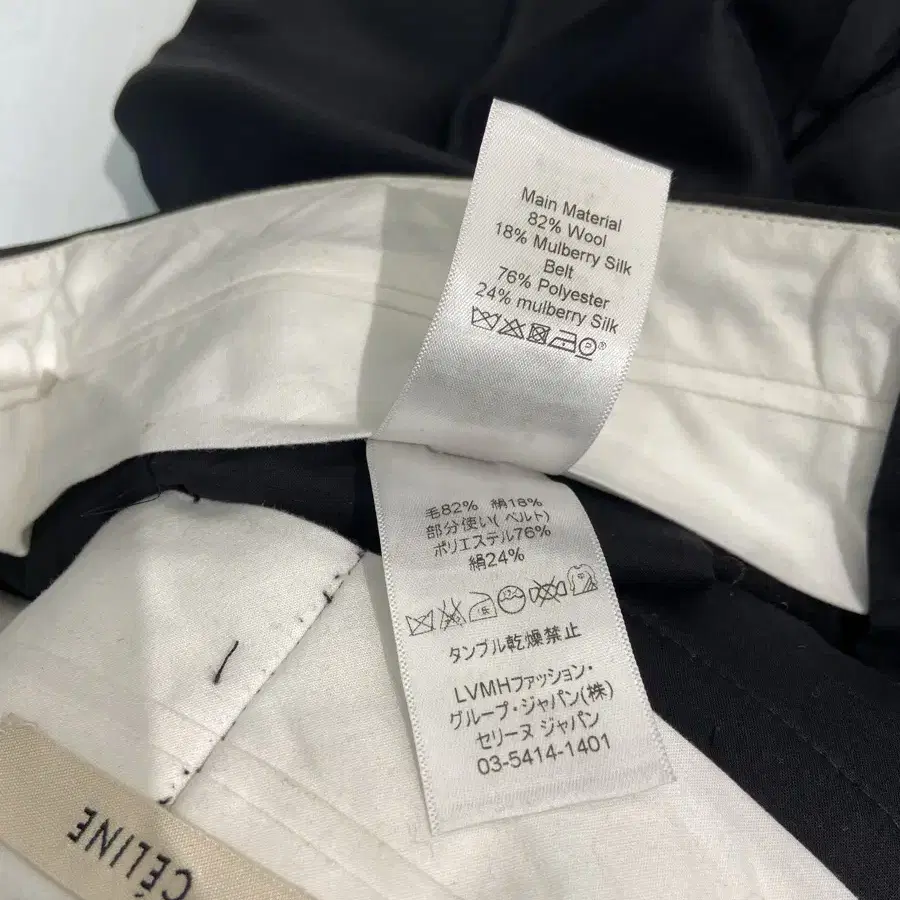 Main Material
82% Wool
18% Mulberry Silk
Belt
76% Polyester
24% mulberry Silk
P
®
毛82% 絹18%
部分使い(ベルト)
ポリエステル76%
絹24%
タンブル乾燥禁止
LVMHファッション・
グループ・ジャパン(株)
セリーヌ ジャパン
03-5414-1401
CÉLINE